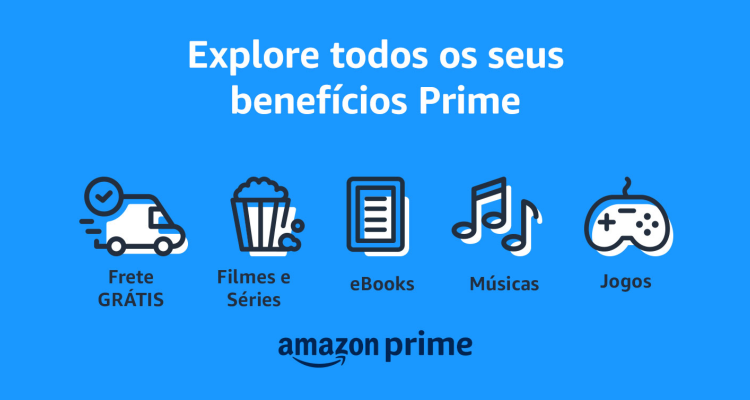 Explore todos os seus
benefícios Prime
Frete
GRÁTIS
Filmes e
Séries
eBooks
Músicas
Jogos
amazon prime